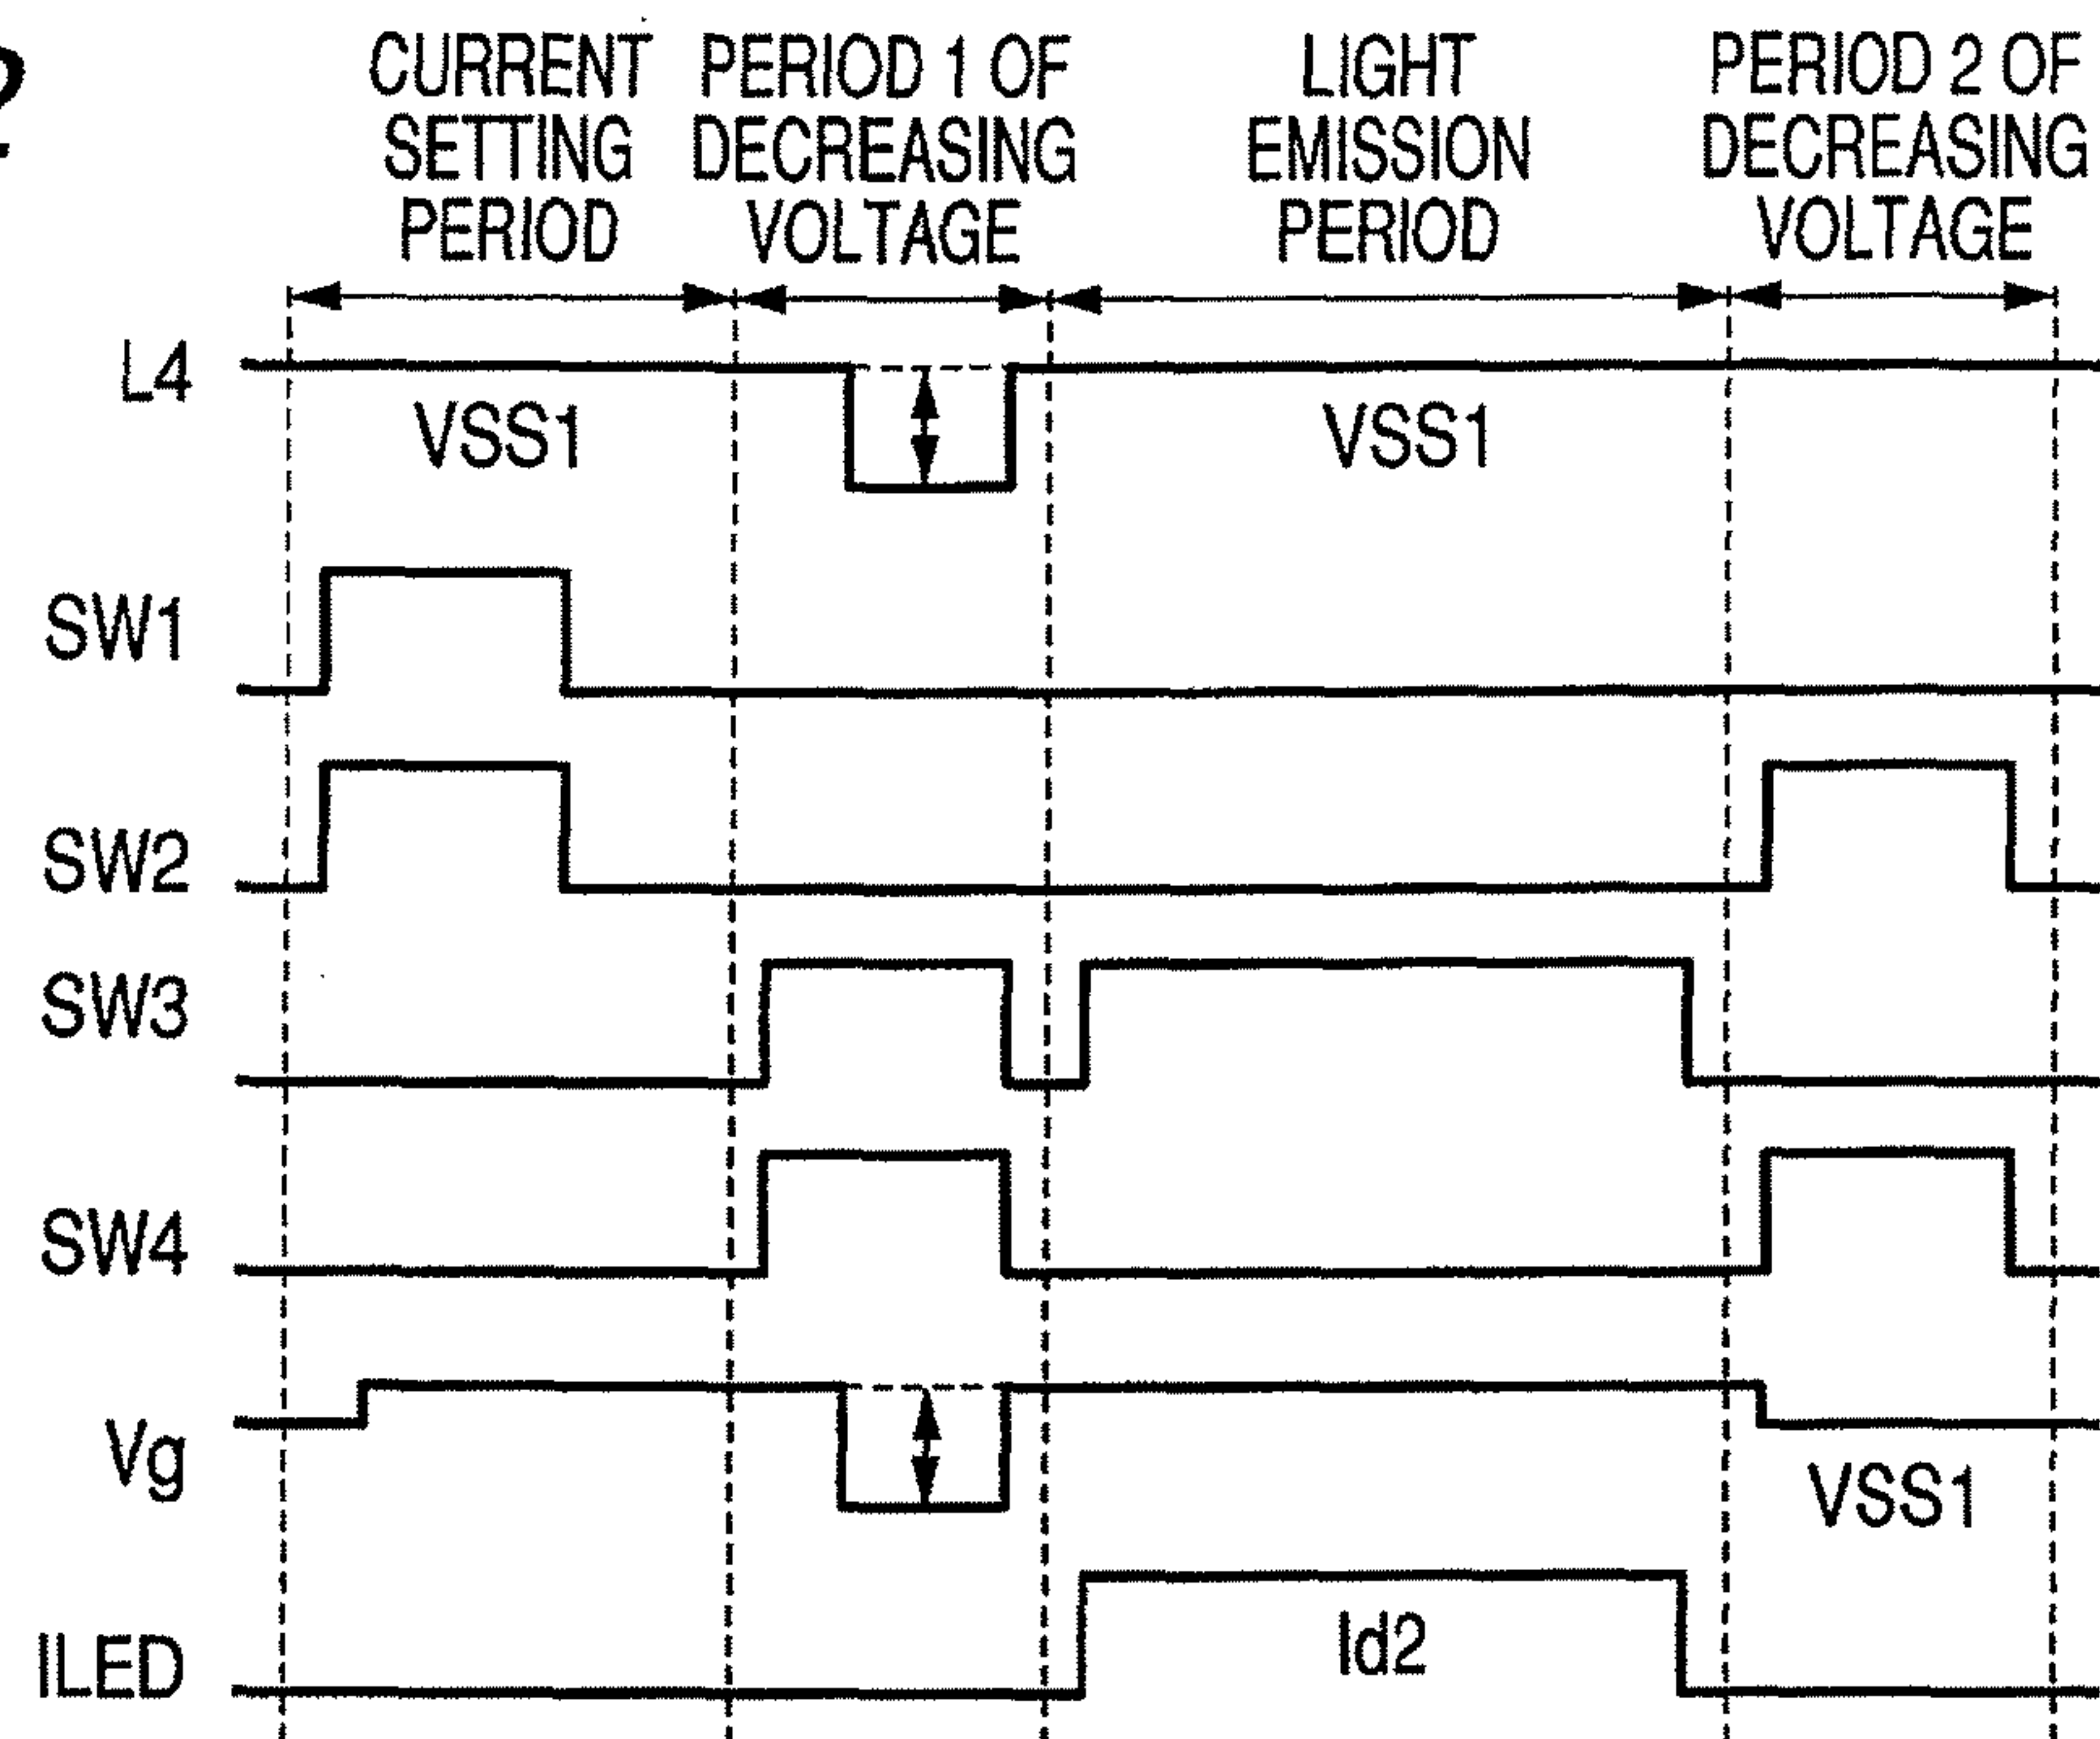 CURRENT SETTING PERIOD
PERIOD 1 OF DECREASING VOLTAGE
LIGHT EMISSION PERIOD
PERIOD 2 OF DECREASING VOLTAGE
L4
VSS1
VSS1
SW1
SW2
SW3
SW4
Vg
VSS1
ILED
Id2